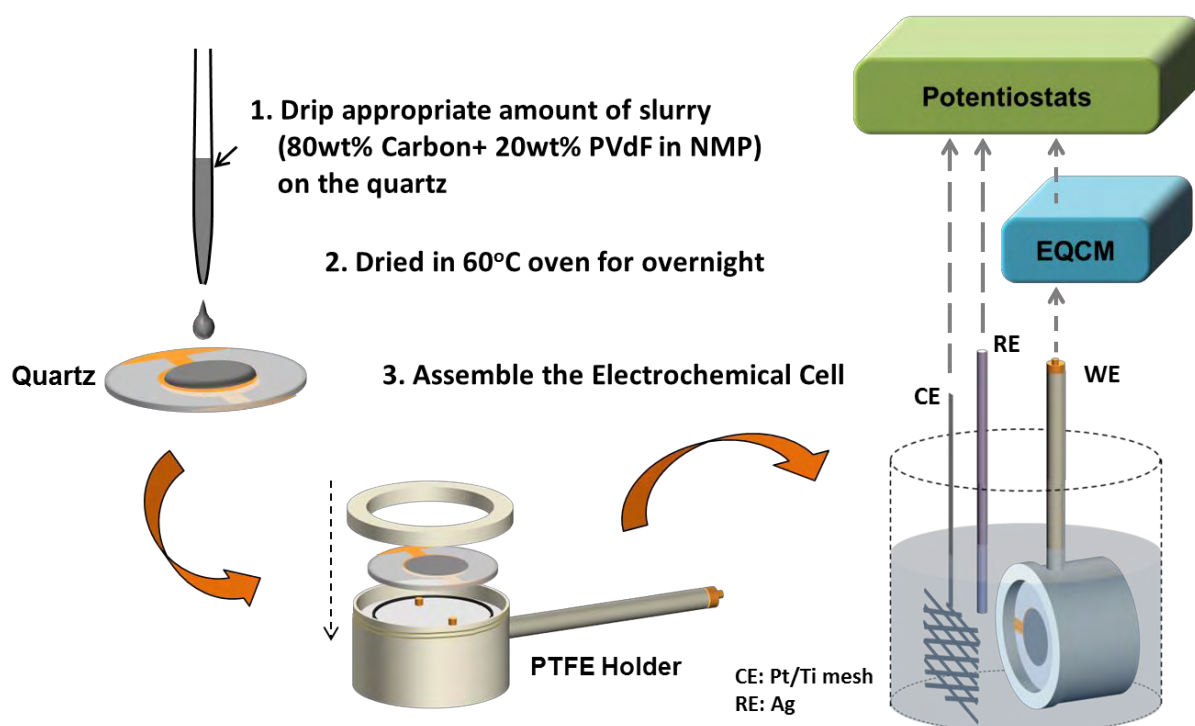 1. Drip appropriate amount of slurry
(80wt% Carbon+ 20wt% PVdF in NMP)
on the quartz
2. Dried in 60°C oven for overnight
Quartz
3. Assemble the Electrochemical Cell
PTFE Holder
Potentiostats
EQCM
RE
WE
CE
CE: Pt/Ti mesh
RE: Ag